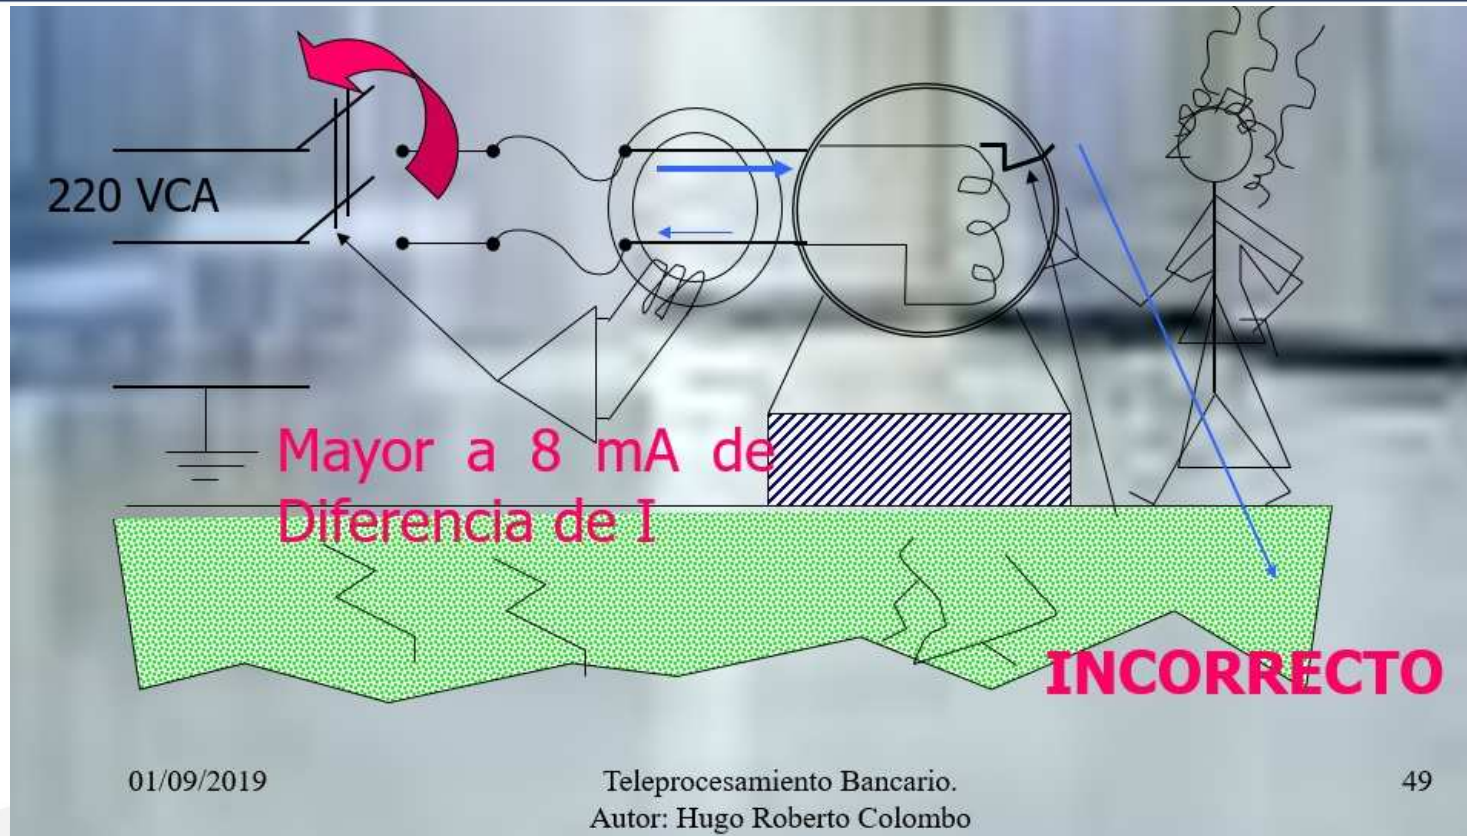 220 VCA
Mayor a 8 mA de
Diferencia de I
INCORRECTO
01/09/2019
Teleprocesamiento Bancario.
Autor: Hugo Roberto Colombo
49